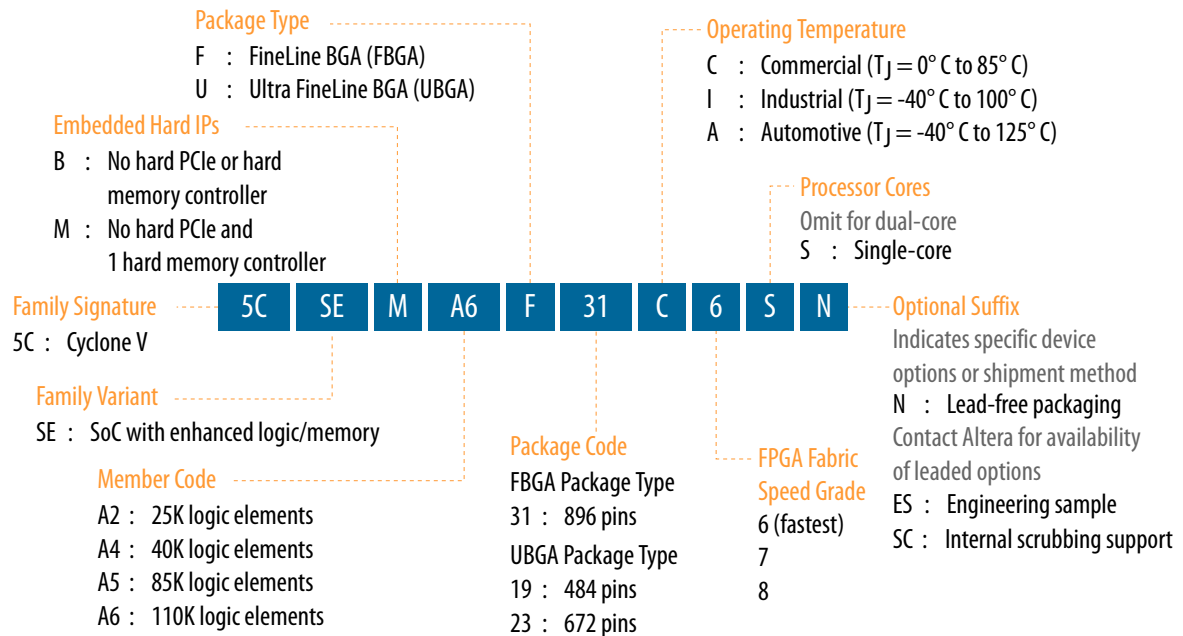 Package Type
F : FineLine BGA (FBGA)
U : Ultra FineLine BGA (UBGA)
Operating Temperature
C : Commercial (TJ = 0° C to 85° C)
I : Industrial (TJ = -40° C to 100° C)
A : Automotive (TJ = -40° C to 125° C)
Embedded Hard IPs
B : No hard PCIe or hard
memory controller
M : No hard PCIe and
1 hard memory controller
Processor Cores
Omit for dual-core
S : Single-core
5C SE M A6 F 31 C 6 S N
Family Signature
5C : Cyclone V
Family Variant
SE : SoC with enhanced logic/memory
Member Code
A2 : 25K logic elements
A4 : 40K logic elements
A5 : 85K logic elements
A6 : 110K logic elements
Package Code
FBGA Package Type
31 : 896 pins
UBGA Package Type
19 : 484 pins
23 : 672 pins
FPGA Fabric
Speed Grade
6 (fastest)
7
8
Optional Suffix
Indicates specific device
options or shipment method
N : Lead-free packaging
Contact Altera for availability
of leaded options
ES : Engineering sample
SC : Internal scrubbing support